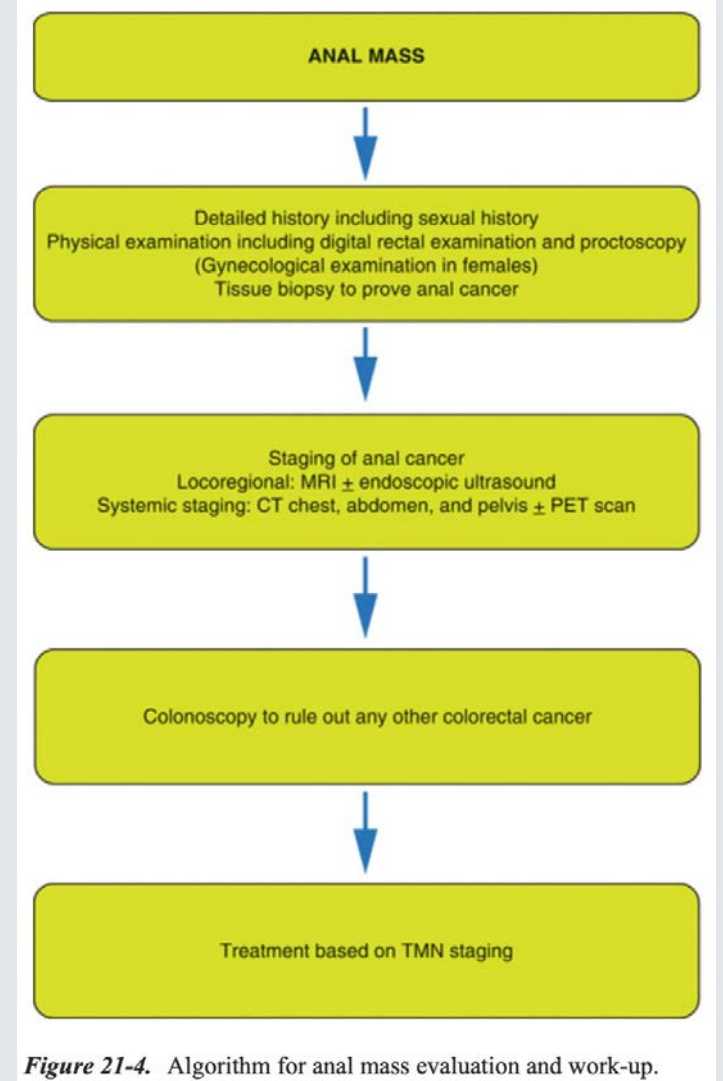 ANAL MASS
Detailed history including sexual history
Physical examination including digital rectal examination and proctoscopy
(Gynecological examination in females)
Tissue biopsy to prove anal cancer
Staging of anal cancer
Locoregional: MRI ± endoscopic ultrasound
Systemic staging: CT chest, abdomen, and pelvis ± PET scan
Colonoscopy to rule out any other colorectal cancer
Treatment based on TMN staging
Figure 21-4. Algorithm for anal mass evaluation and work-up.